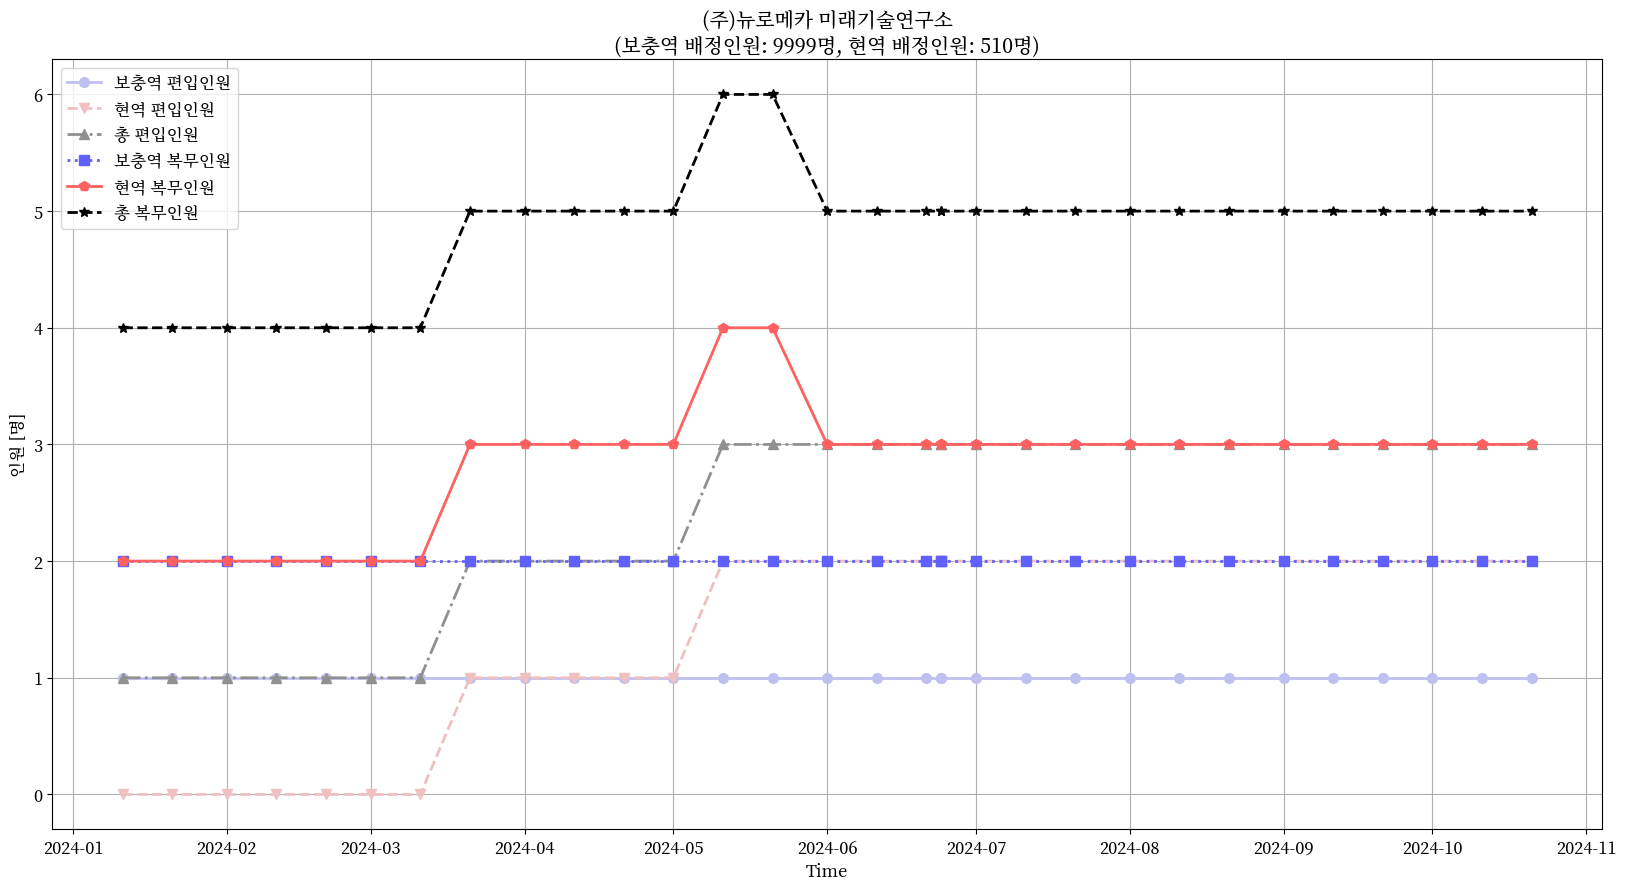 (주)뉴로메카 미래기술연구소
(보충역 배정인원: 9999명, 현역 배정인원: 510명)
보충역 편입인원
현역 편입인원
총 편입인원
보충역 복무인원
현역 복무인원
총 복무인원
6
5
4
3
2
1
0
인원 [명]
2024-01 2024-02 2024-03 2024-04 2024-05 2024-06 2024-07 2024-08 2024-09 2024-10 2024-11
Time